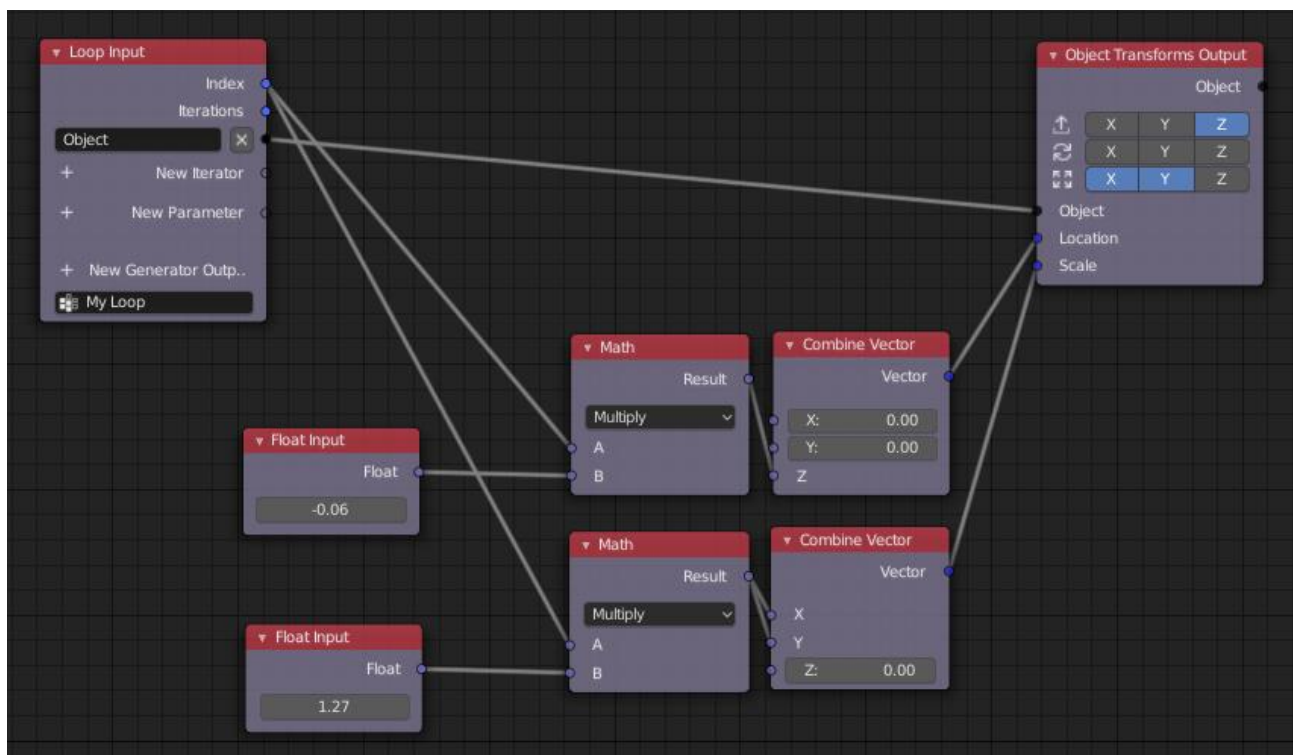 Loop Input
Index
Iterations
Object
New Iterator
New Parameter
New Generator Outp..
My Loop
Object Transforms Output
Object
X Y Z
X Y Z
X Y Z
Object
Location
Scale
Math
Result
Multiply
A
B
Combine Vector
Vector
X: 0.00
Y: 0.00
Z
Float Input
Float
-0.06
Math
Result
Multiply
A
B
Combine Vector
Vector
X
Y
Z: 0.00
Float Input
Float
1.27